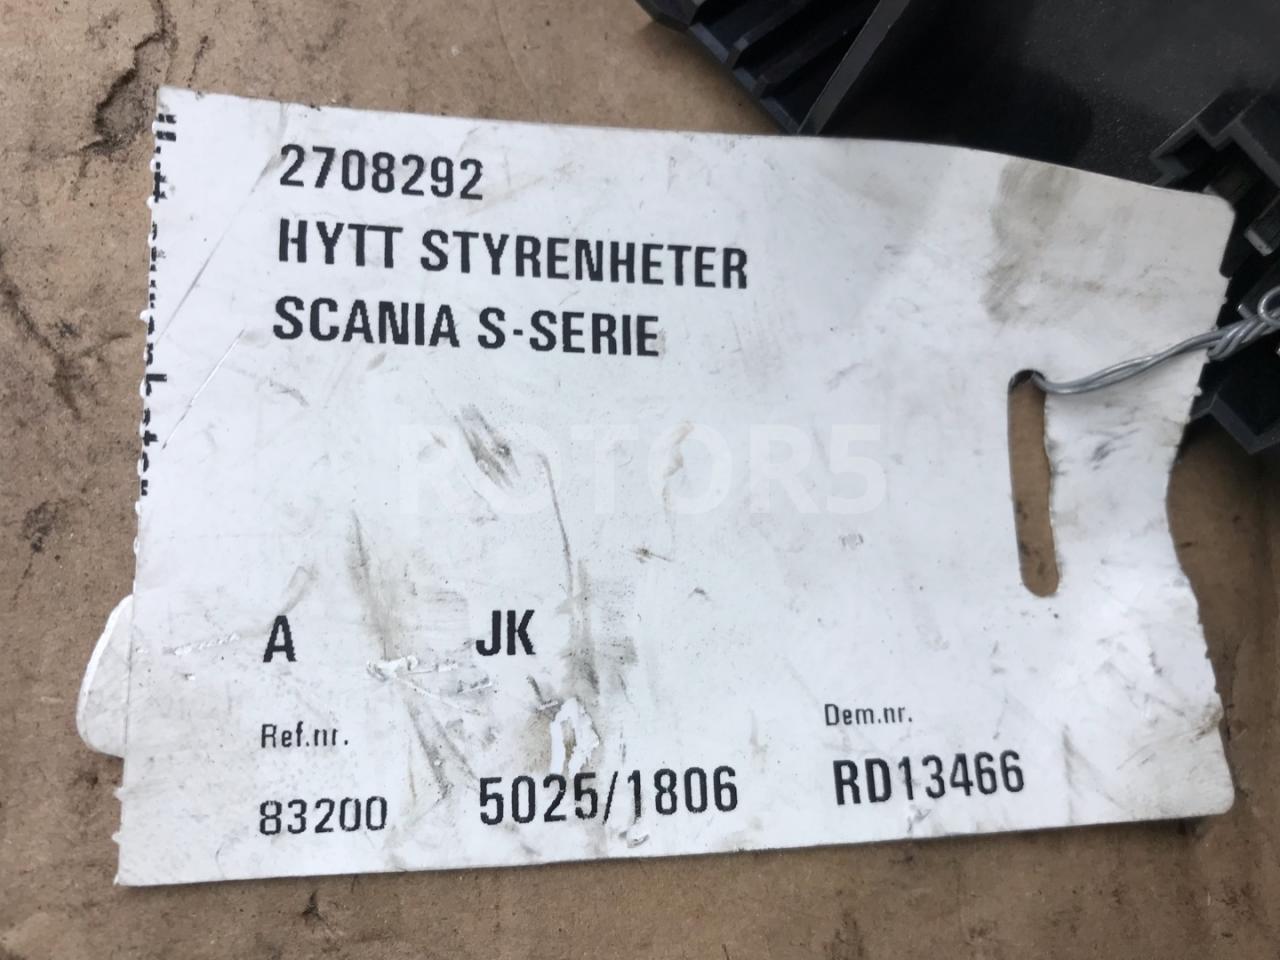 2708292
HYTT STYRENHETER
SCANIA S-SERIE
ROTOR5
A JK
Ref.nr. Dem.nr.
83200 5025/1806 RD13466